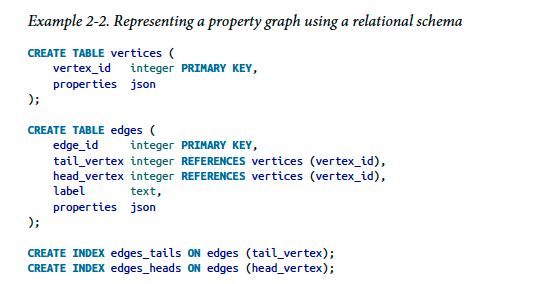 Example 2-2. Representing a property graph using a relational schema
CREATE TABLE vertices (
    vertex_id   integer PRIMARY KEY,
    properties  json
);
CREATE TABLE edges (
    edge_id     integer PRIMARY KEY,
    tail_vertex integer REFERENCES vertices (vertex_id),
    head_vertex integer REFERENCES vertices (vertex_id),
    label       text,
    properties  json
);
CREATE INDEX edges_tails ON edges (tail_vertex);
CREATE INDEX edges_heads ON edges (head_vertex);